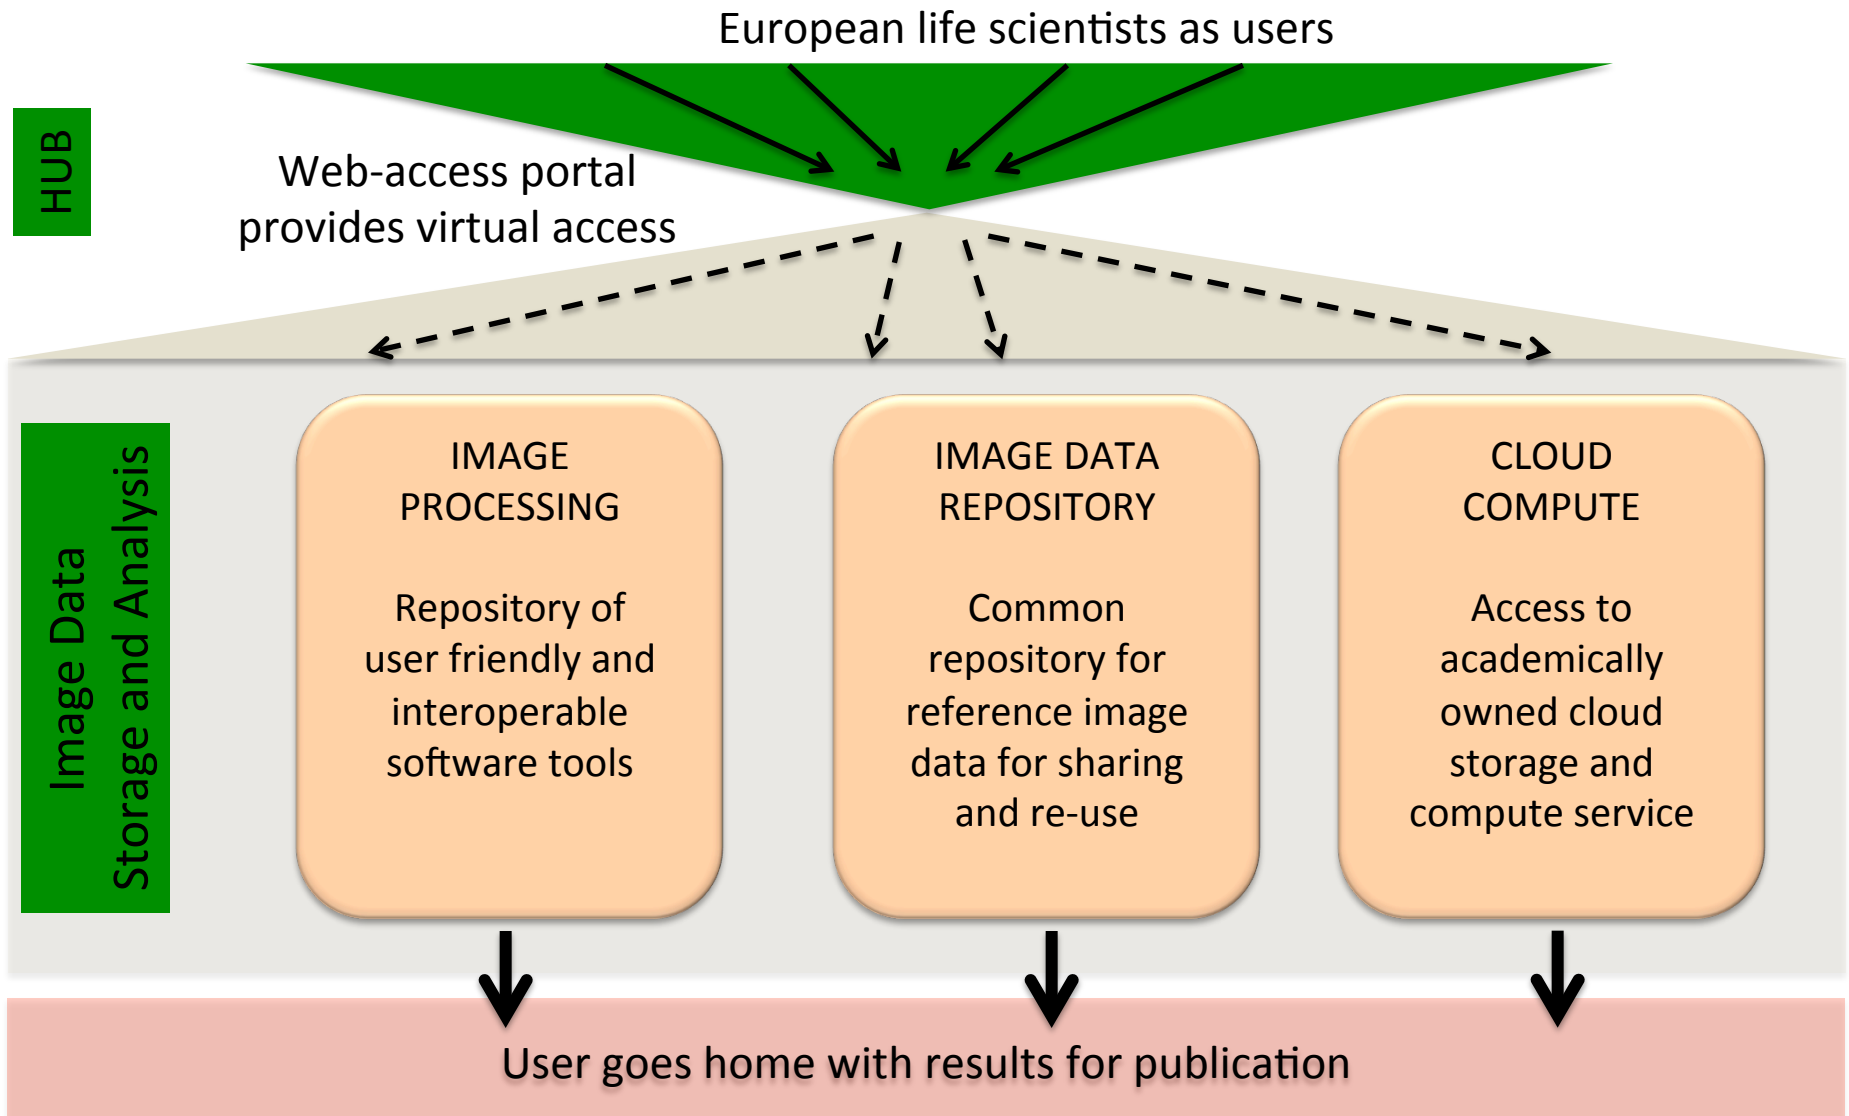 European life scientists as users
HUB
Web-access portal
provides virtual access
Image Data
Storage and Analysis
IMAGE
PROCESSING
Repository of
user friendly and
interoperable
software tools
IMAGE DATA
REPOSITORY
Common
repository for
reference image
data for sharing
and re-use
CLOUD
COMPUTE
Access to
academically
owned cloud
storage and
compute service
User goes home with results for publication